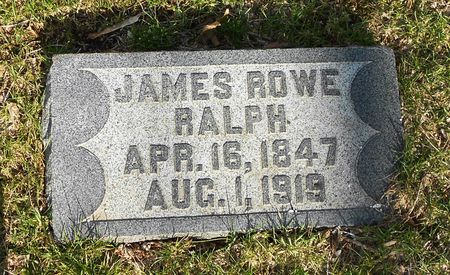 JAMES ROWE
RALPH
APR. 16, 1847
AUG. 1, 1919